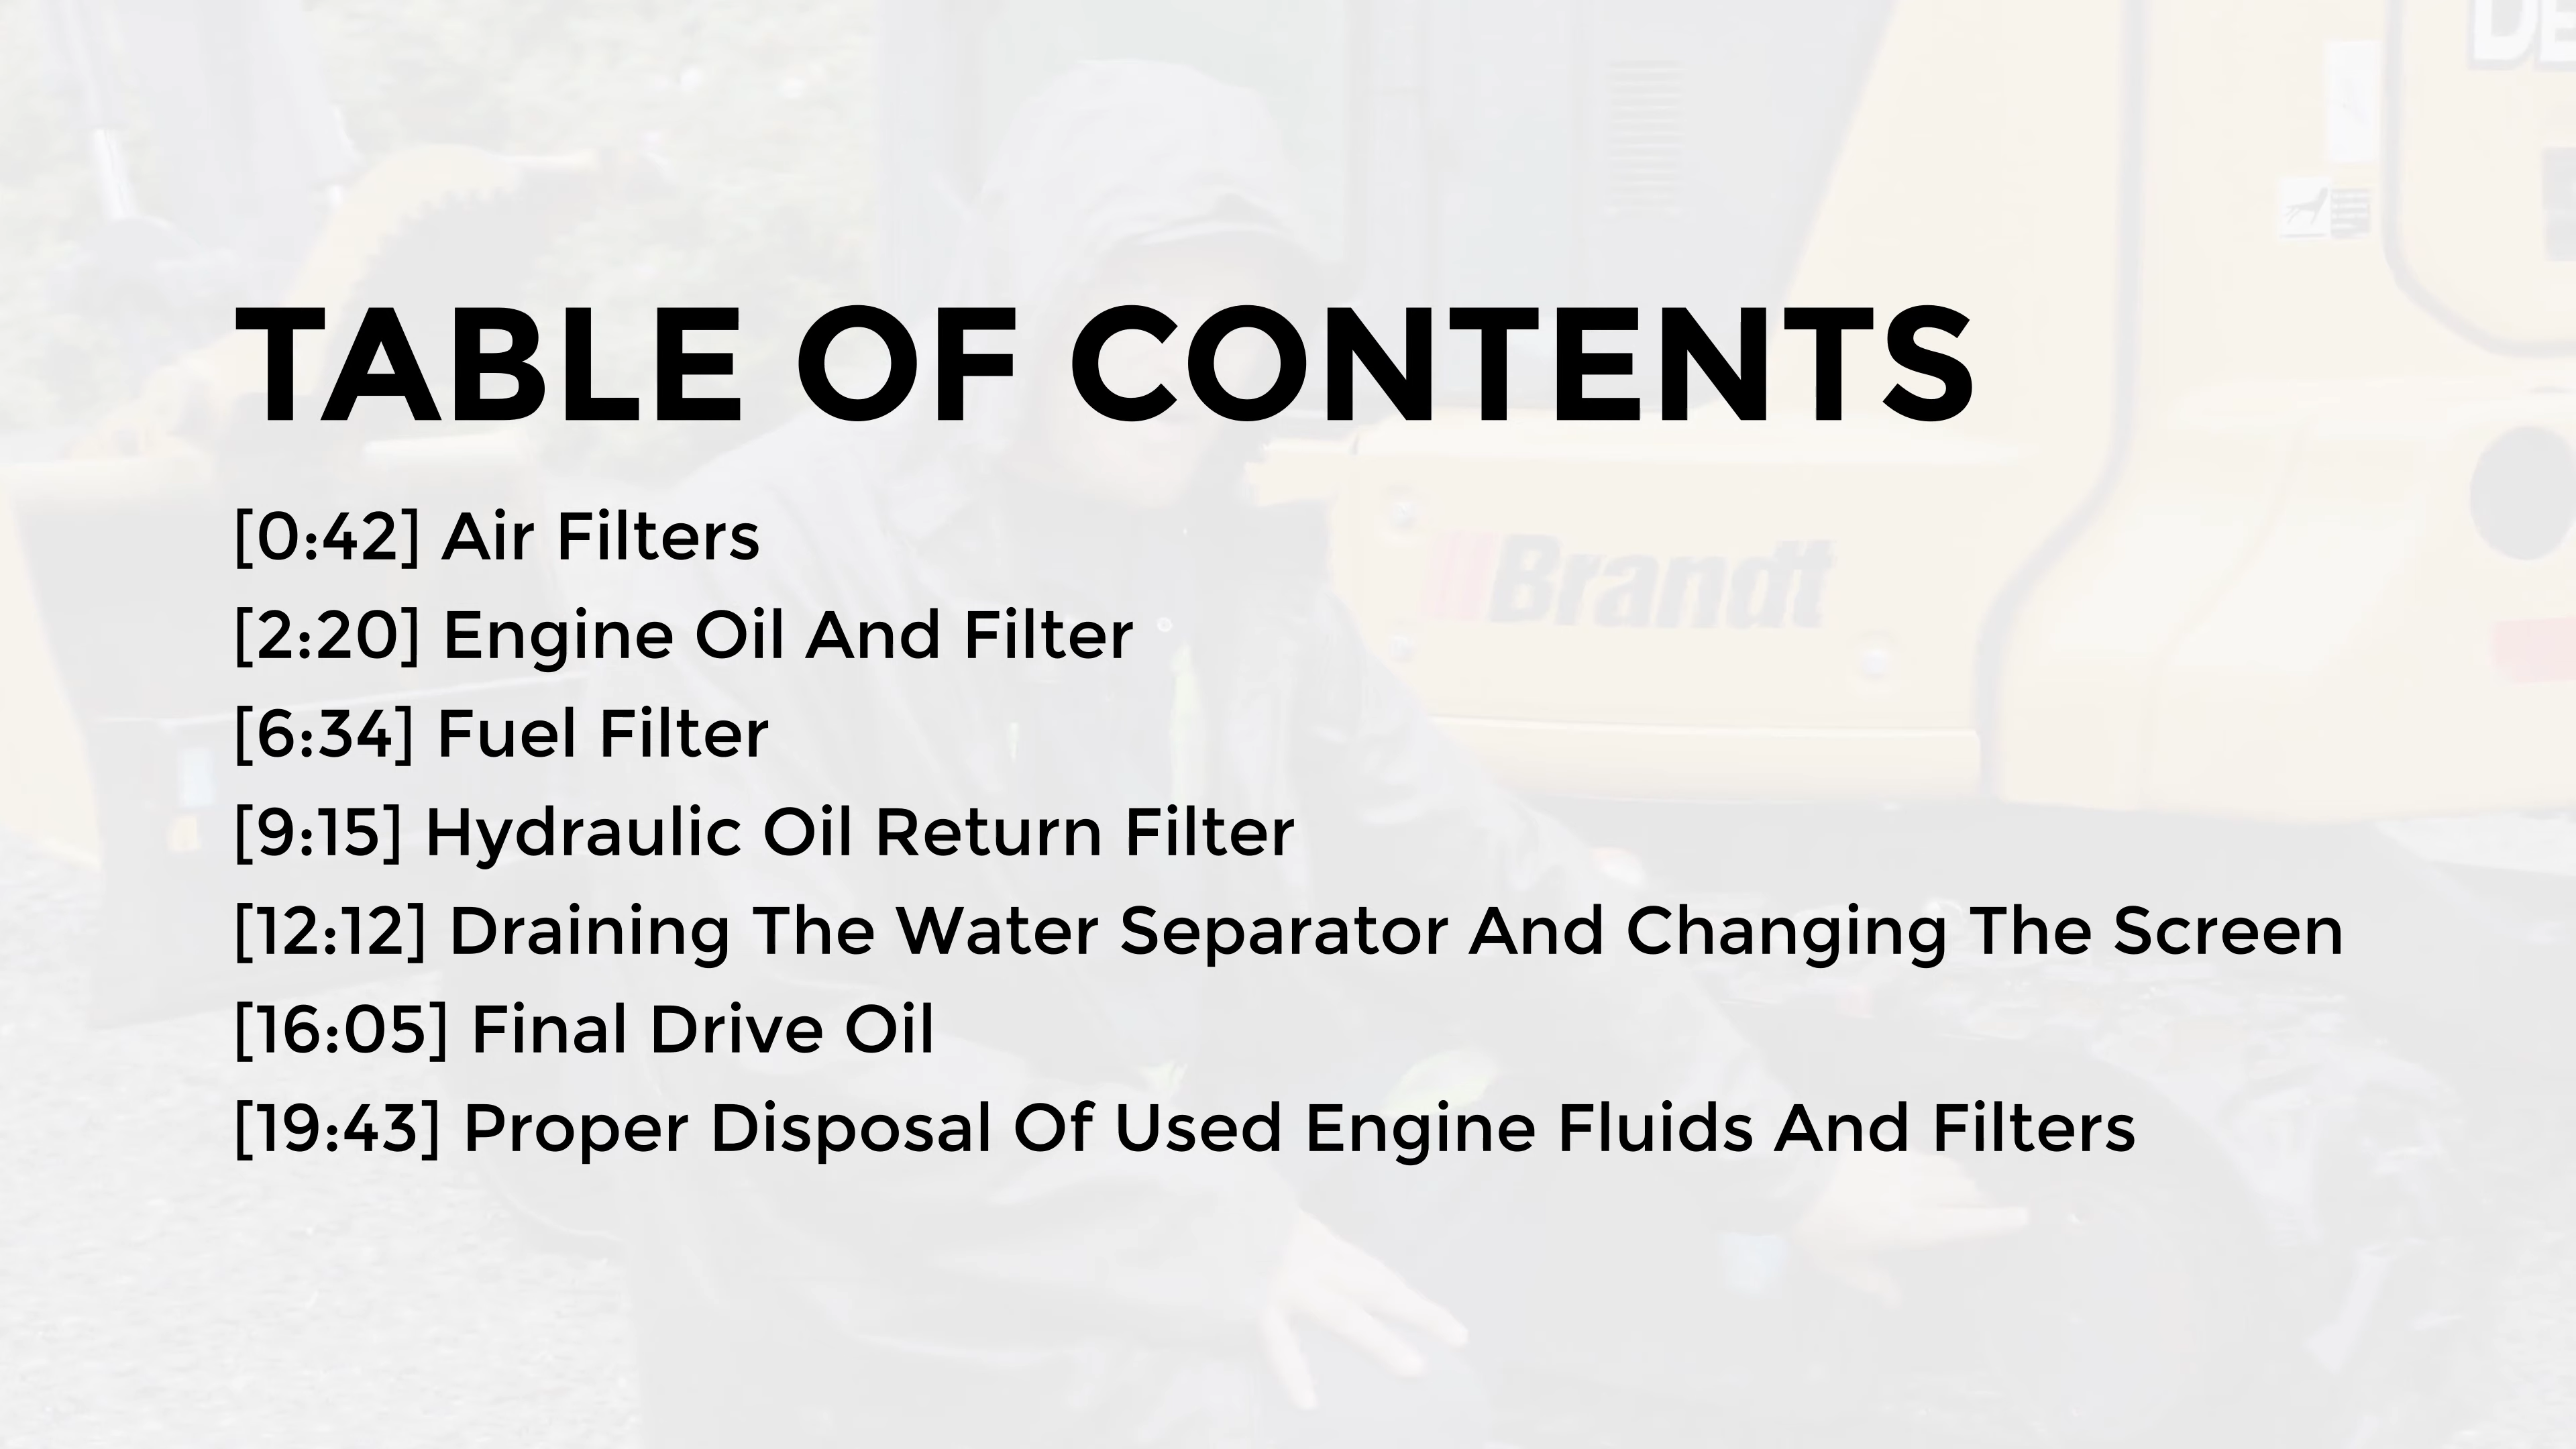 DE
TABLE OF CONTENTS
[0:42] Air Filters
Brandt
[2:20] Engine Oil And Filter
[6:34] Fuel Filter
[9:15] Hydraulic Oil Return Filter
[12:12] Draining The Water Separator And Changing The Screen
[16:05] Final Drive Oil
[19:43] Proper Disposal Of Used Engine Fluids And Filters